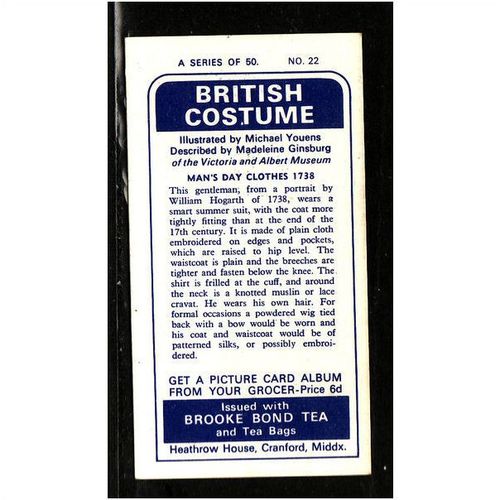 A SERIES OF 50. NO. 22
BRITISH
COSTUME
Illustrated by Michael Youens
Described by Madeleine Ginsburg
of the Victoria and Albert Museum
MAN'S DAY CLOTHES 1738
This gentleman, from a portrait by
William Hogarth of 1738, wears a
smart summer suit, with the coat more
tightly fitting than at the end of the
17th century. It is made of plain cloth
embroidered on edges and pockets,
which are raised to hip level. The
waistcoat is plain and the breeches are
tighter and fasten below the knee. The
shirt is frilled at the cuff, and around
the neck is a knotted muslin or lace
cravat. He wears his own hair. For
formal occasions a powdered wig tied
back with a bow would be worn and
his coat and waistcoat would be of
patterned silks, or possibly embroi-
dered.
GET A PICTURE CARD ALBUM
FROM YOUR GROCER-Price 6d
Issued with
BROOKE BOND TEA
and Tea Bags
Heathrow House, Cranford, Middx.